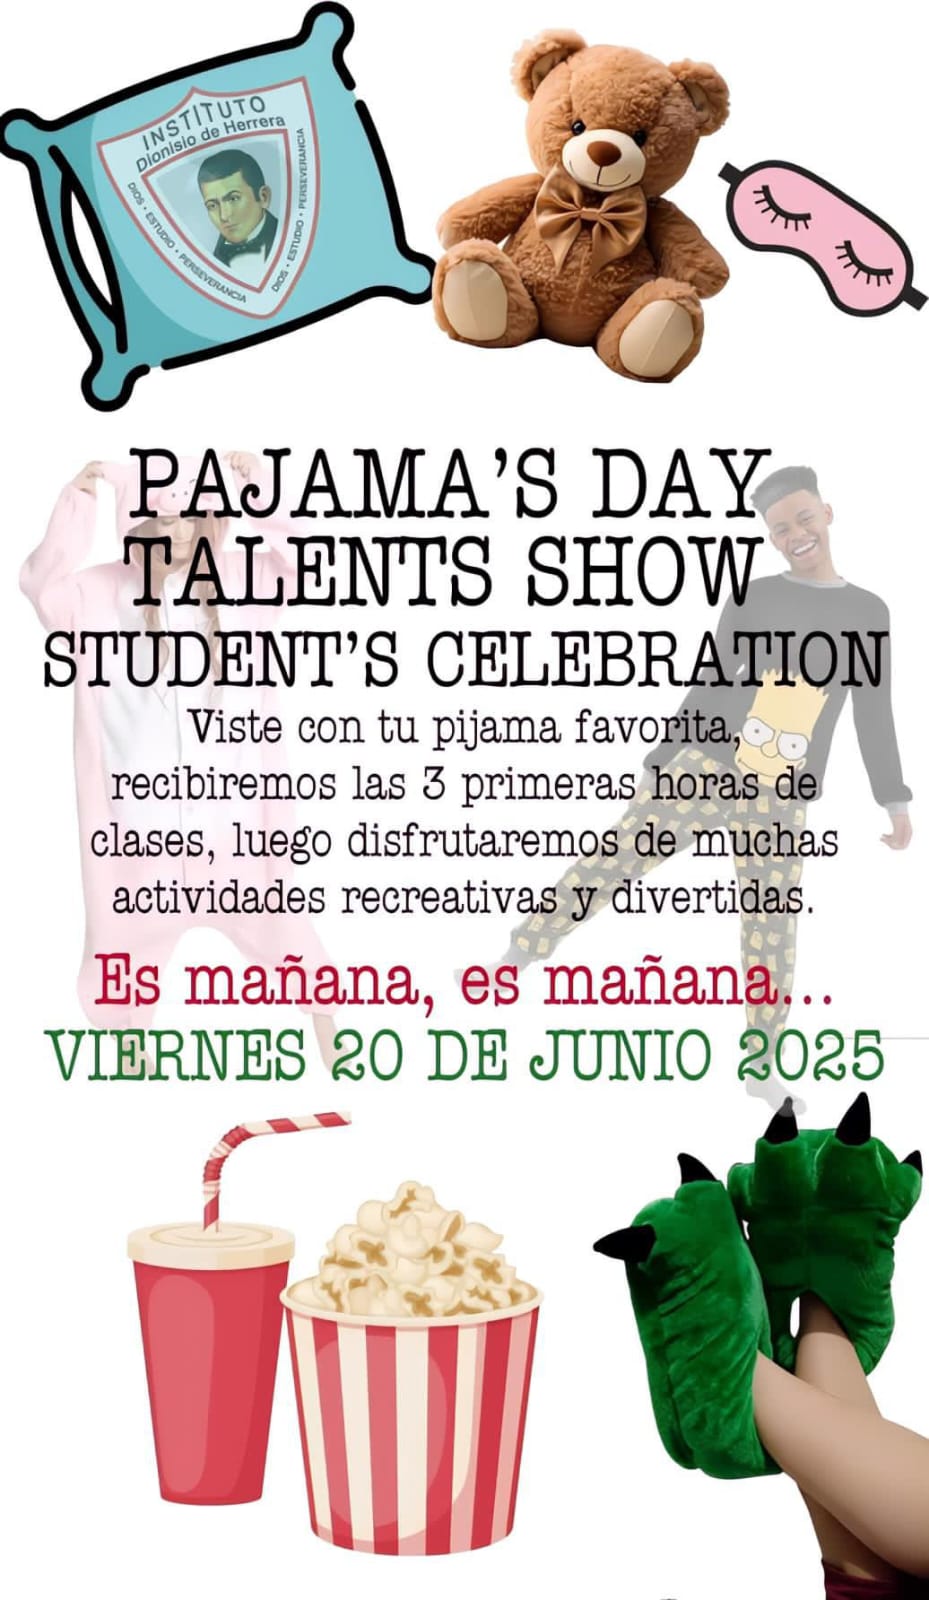 INSTITUTO
Dionisio de Herrera
DIOS • ESTUDIO • PERSEVERANCIA
DIOS • ESTUDIO • PERSEVERANCIA
PAJAMA'S DAY
TALENTS SHOW
STUDENT'S CELEBRATION
Viste con tu pijama favorita,
recibiremos las 3 primeras horas de
clases, luego disfrutaremos de muchas
actividades recreativas y divertidas.
Es mañana, es mañana...
VIERNES 20 DE JUNIO 2025